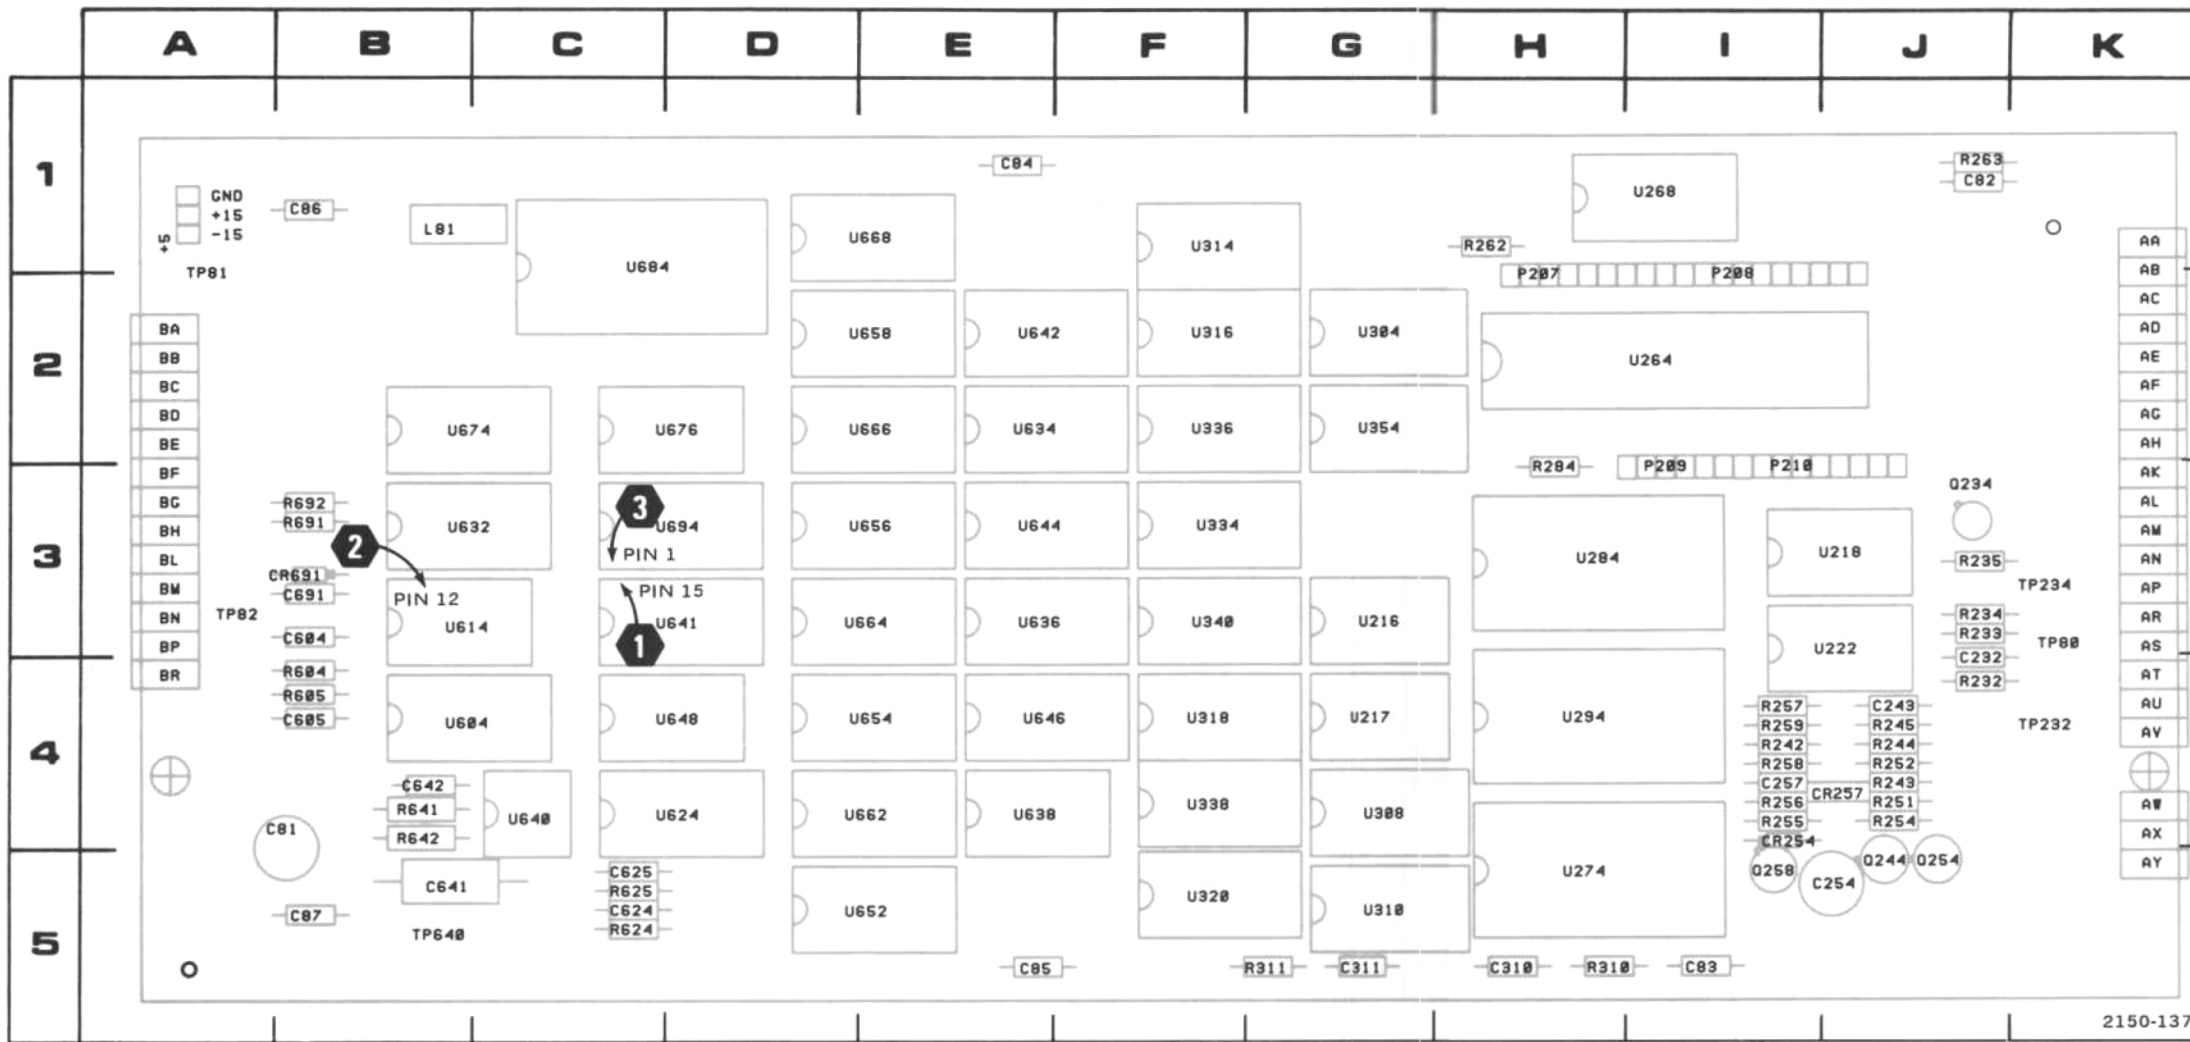 A B C D E F G H I J K
1
2
3
4
5
C84
R263
C82
U268
GND
+15
-15
+5
TP81
C86
L81
U684
U668
U314
R262
P207
P208
AA
AB
AC
AD
AE
AF
AG
AH
AK
AL
AM
AN
AP
AR
AS
AT
AU
AV
AW
AX
AY
BA
BB
BC
BD
BE
BF
BG
BH
BL
BM
BN
BP
BR
U658
U642
U316
U304
U264
U674
U676
U666
U634
U336
U354
R284
P209
P210
Q234
R692
R691
2
U632
3
U694
PIN 1
U656
U644
U334
U284
U218
R235
TP234
CR691
C691
PIN 12
PIN 15
TP82
C604
U614
1
U641
U664
U636
U340
U216
U222
R234
R233
C232
R232
TP80
R604
R605
C605
U604
U648
U654
U646
U318
U217
U294
R257
R259
R242
R258
C257
R256
R255
CR254
C243
R245
R244
R252
R243
R251
R254
CR257
TP232
C642
R641
R642
C81
U640
U624
U662
U638
U338
U308
U274
Q258
C254
Q244
Q254
C641
C625
R625
C624
R624
C87
TP640
U652
U320
U310
C85
R311
C311
C310
R310
C83
2150-137